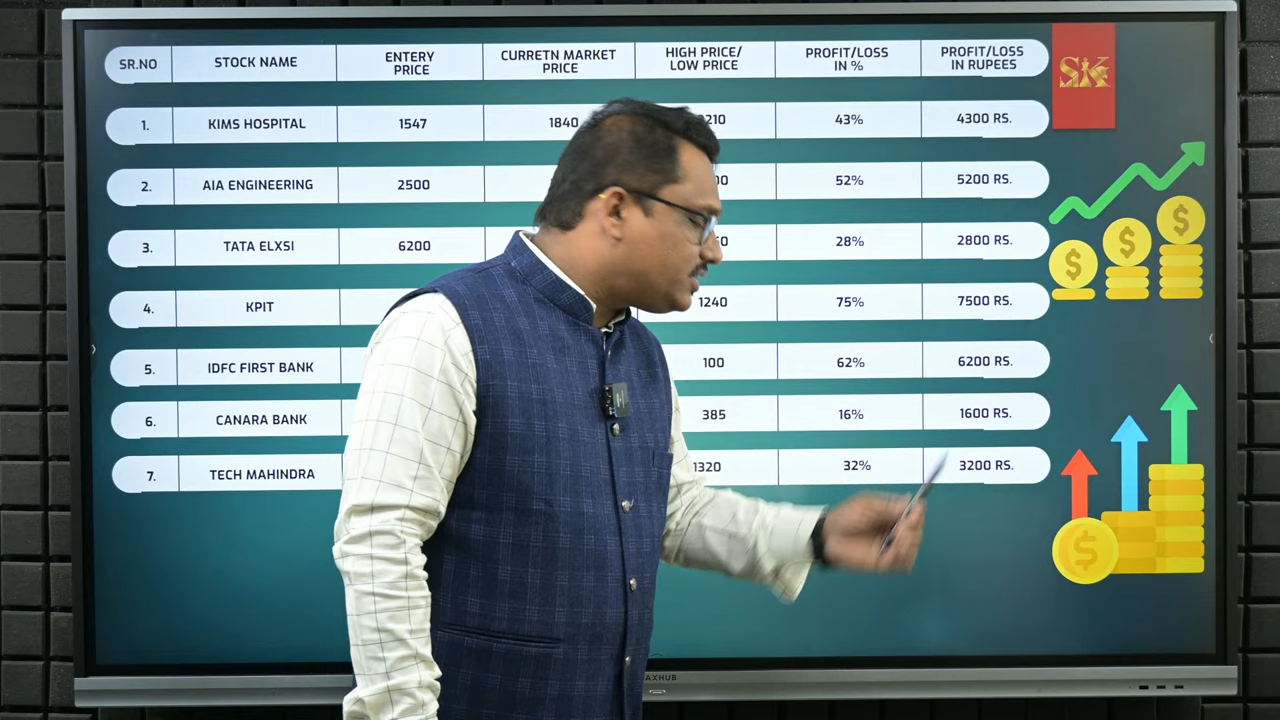 SR.NO STOCK NAME ENTERY PRICE CURRETN MARKET PRICE HIGH PRICE/ LOW PRICE PROFIT/LOSS IN % PROFIT/LOSS IN RUPEES
1. KIMS HOSPITAL 1547 1840 43% 4300 RS.
2. AIA ENGINEERING 2500 52% 5200 RS.
3. TATA ELXSI 6200 28% 2800 RS.
4. KPIT 1240 75% 7500 RS.
5. IDFC FIRST BANK 100 62% 6200 RS.
6. CANARA BANK 385 16% 1600 RS.
7. TECH MAHINDRA 1320 32% 3200 RS.
SK